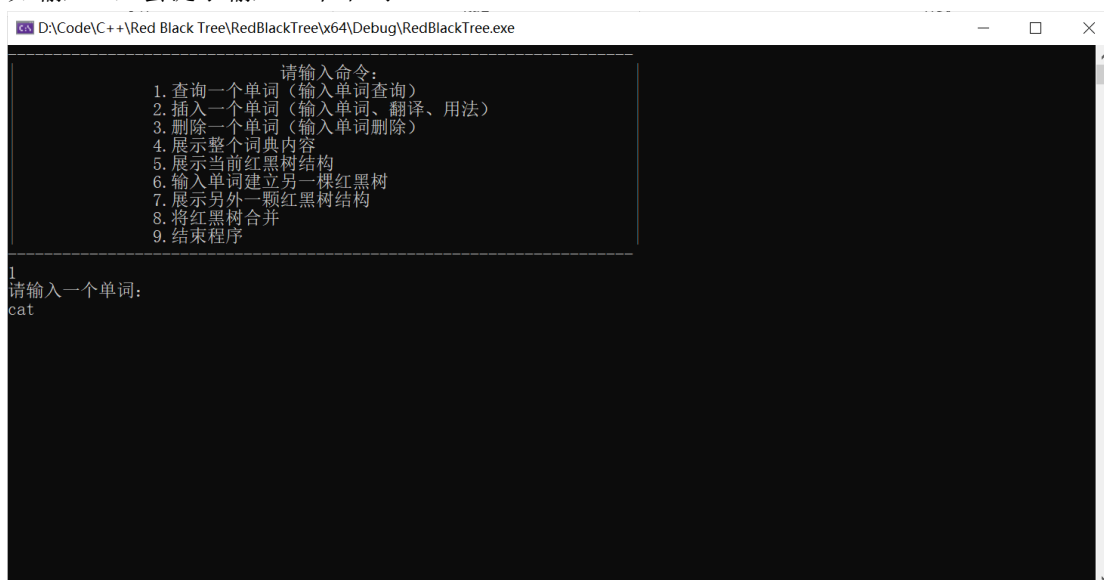 D:\Code\C++\Red Black Tree\RedBlackTree\x64\Debug\RedBlackTree.exe
请输入命令:
1.查询一个单词（输入单词查询）
2.插入一个单词（输入单词、翻译、用法）
3.删除一个单词（输入单词删除）
4.展示整个词典内容
5.展示当前红黑树结构
6.输入单词建立另一棵红黑树
7.展示另外一颗红黑树结构
8.将红黑树合并
9.结束程序
1
请输入一个单词:
cat